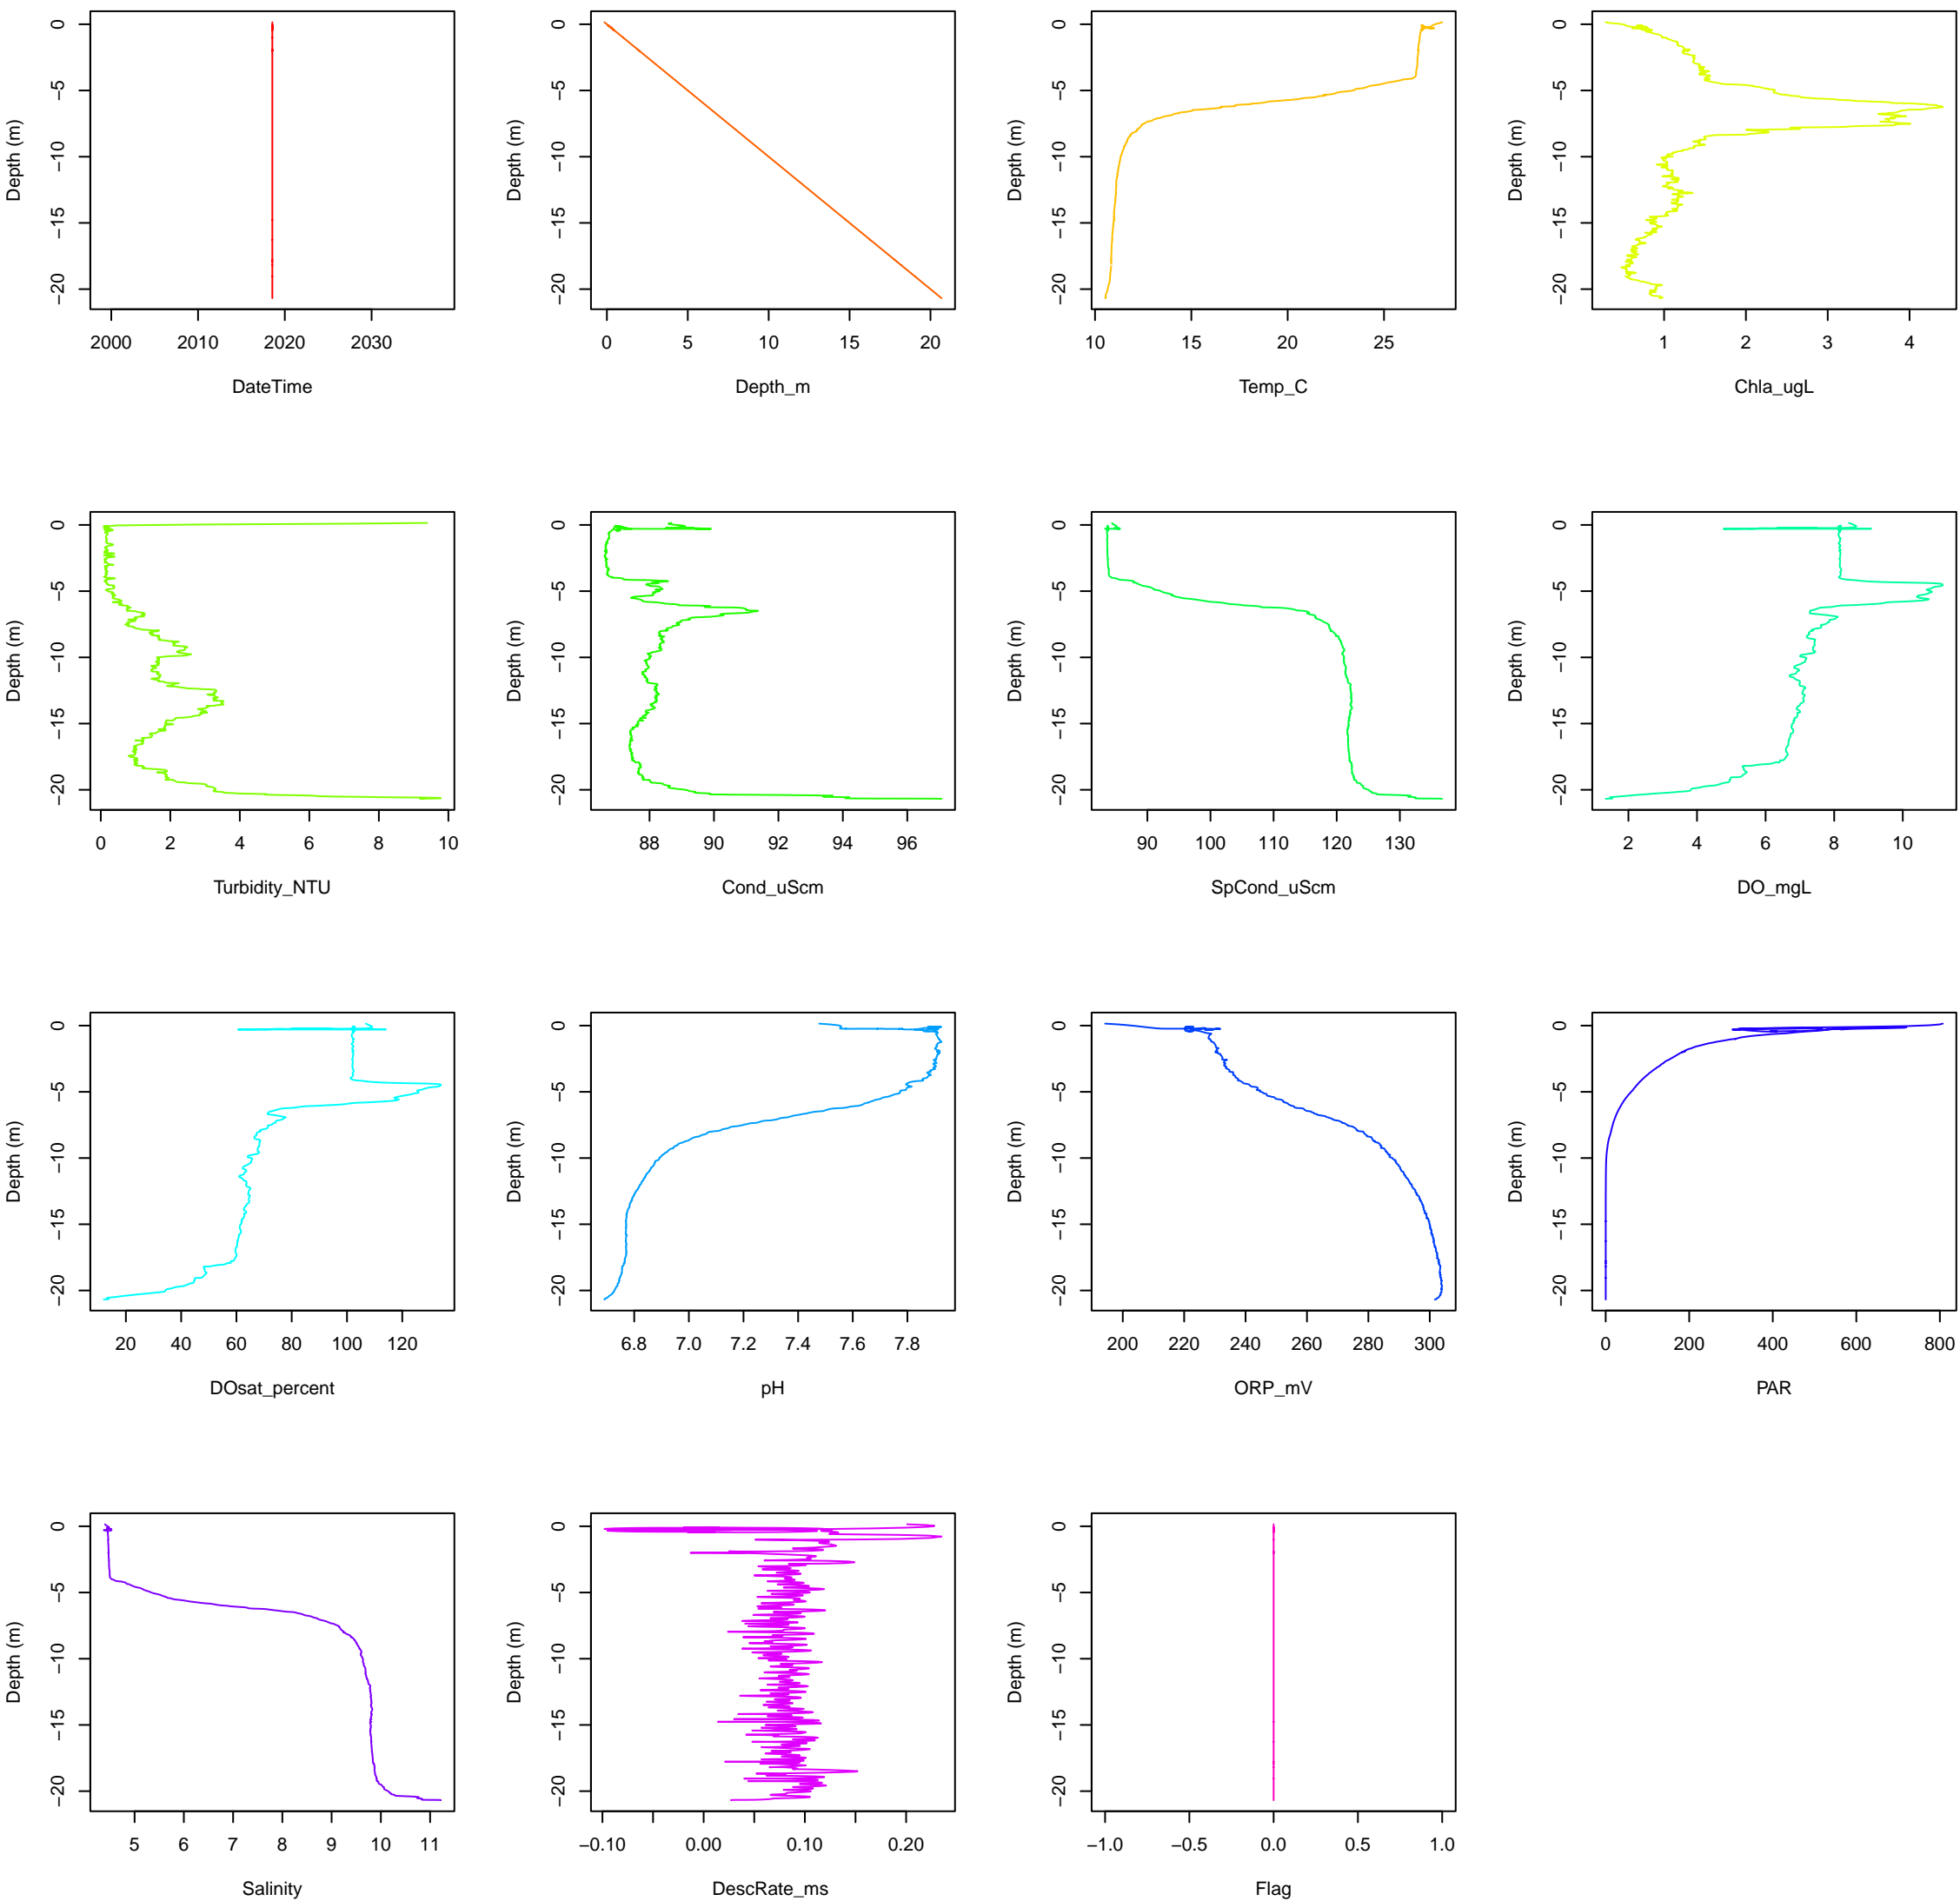 0
−5
−10
−15
−20
Depth (m)
2000 2010 2020 2030
DateTime
0
−5
−10
−15
−20
Depth (m)
0 5 10 15 20
Depth_m
0
−5
−10
−15
−20
Depth (m)
10 15 20 25
Temp_C
0
−5
−10
−15
−20
Depth (m)
1 2 3 4
Chla_ugL
0
−5
−10
−15
−20
Depth (m)
0 2 4 6 8 10
Turbidity_NTU
0
−5
−10
−15
−20
Depth (m)
88 90 92 94 96
Cond_uScm
0
−5
−10
−15
−20
Depth (m)
90 100 110 120 130
SpCond_uScm
0
−5
−10
−15
−20
Depth (m)
2 4 6 8 10
DO_mgL
0
−5
−10
−15
−20
Depth (m)
20 40 60 80 100 120
DOsat_percent
0
−5
−10
−15
−20
Depth (m)
6.8 7.0 7.2 7.4 7.6 7.8
pH
0
−5
−10
−15
−20
Depth (m)
200 220 240 260 280 300
ORP_mV
0
−5
−10
−15
−20
Depth (m)
0 200 400 600 800
PAR
0
−5
−10
−15
−20
Depth (m)
5 6 7 8 9 10 11
Salinity
0
−5
−10
−15
−20
Depth (m)
−0.10 0.00 0.10 0.20
DescRate_ms
0
−5
−10
−15
−20
Depth (m)
−1.0 −0.5 0.0 0.5 1.0
Flag